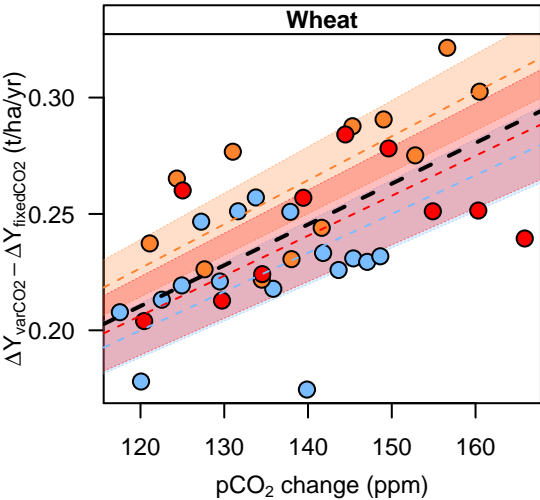 Wheat
ΔY_varCO2 − ΔY_fixedCO2 (t/ha/yr)
0.30
0.25
0.20
120 130 140 150 160
pCO₂ change (ppm)